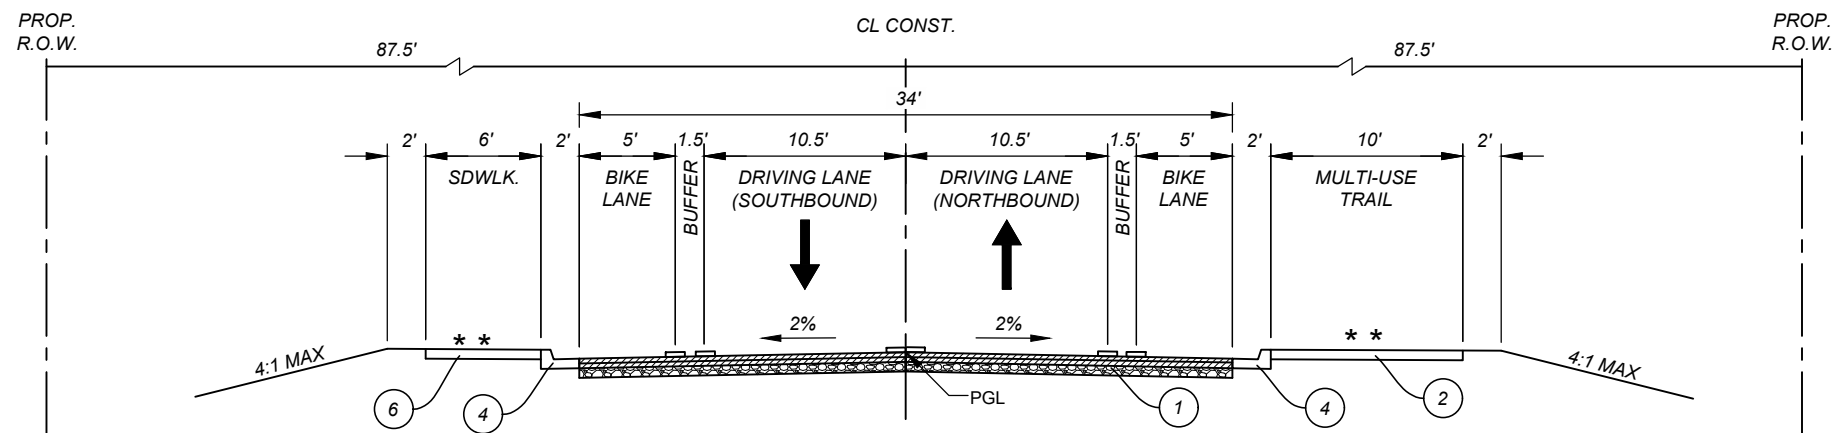 PROP.
R.O.W.
CL CONST.
PROP.
R.O.W.
87.5'
87.5'
34'
2'
6'
2'
5'
1.5'
10.5'
10.5'
1.5'
5'
2'
10'
2'
SDWLK.
BIKE
LANE
BUFFER
DRIVING LANE
(SOUTHBOUND)
DRIVING LANE
(NORTHBOUND)
BUFFER
BIKE
LANE
MULTI-USE
TRAIL
2%
2%
* *
* *
4:1 MAX
4:1 MAX
6
4
PGL
1
4
2